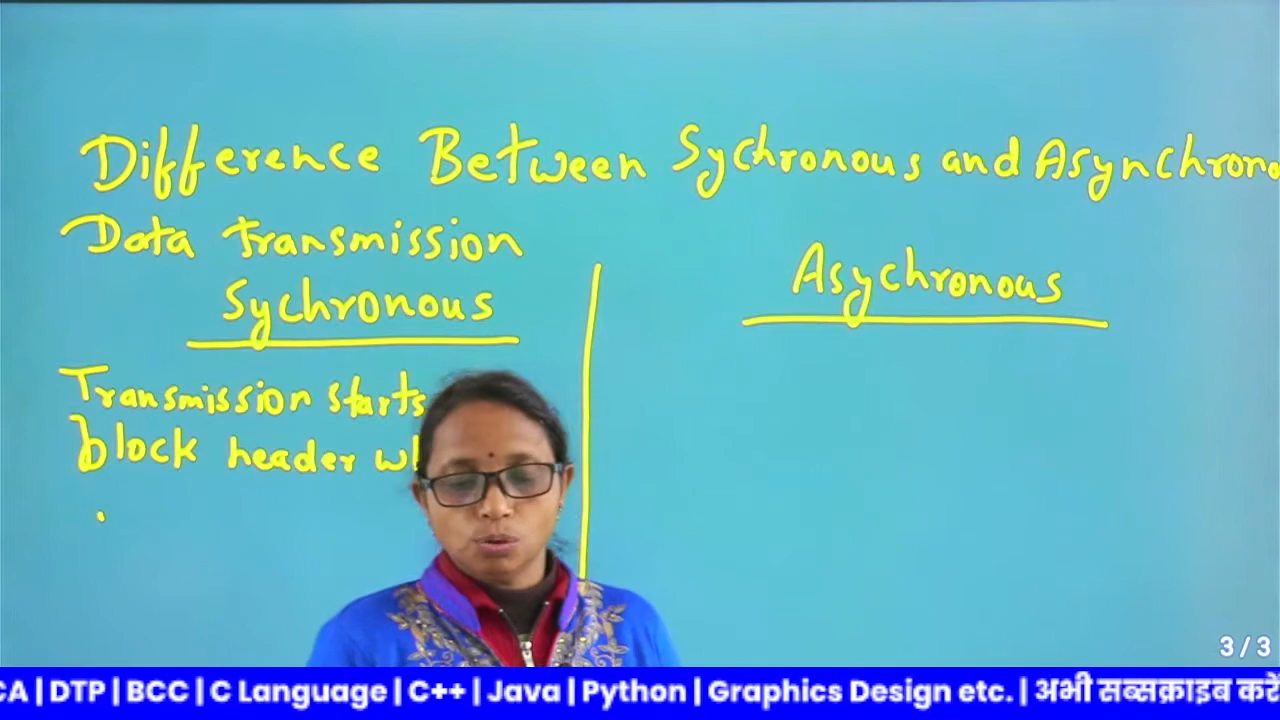 Difference Between Sychronous and Asynchrono
Data transmission
Sychronous
Asychronous
Transmission starts
block header
3/3
CA | DTP | BCC | C Language | C++ | Java | Python | Graphics Design etc. | अभी सब्सक्राइब करें